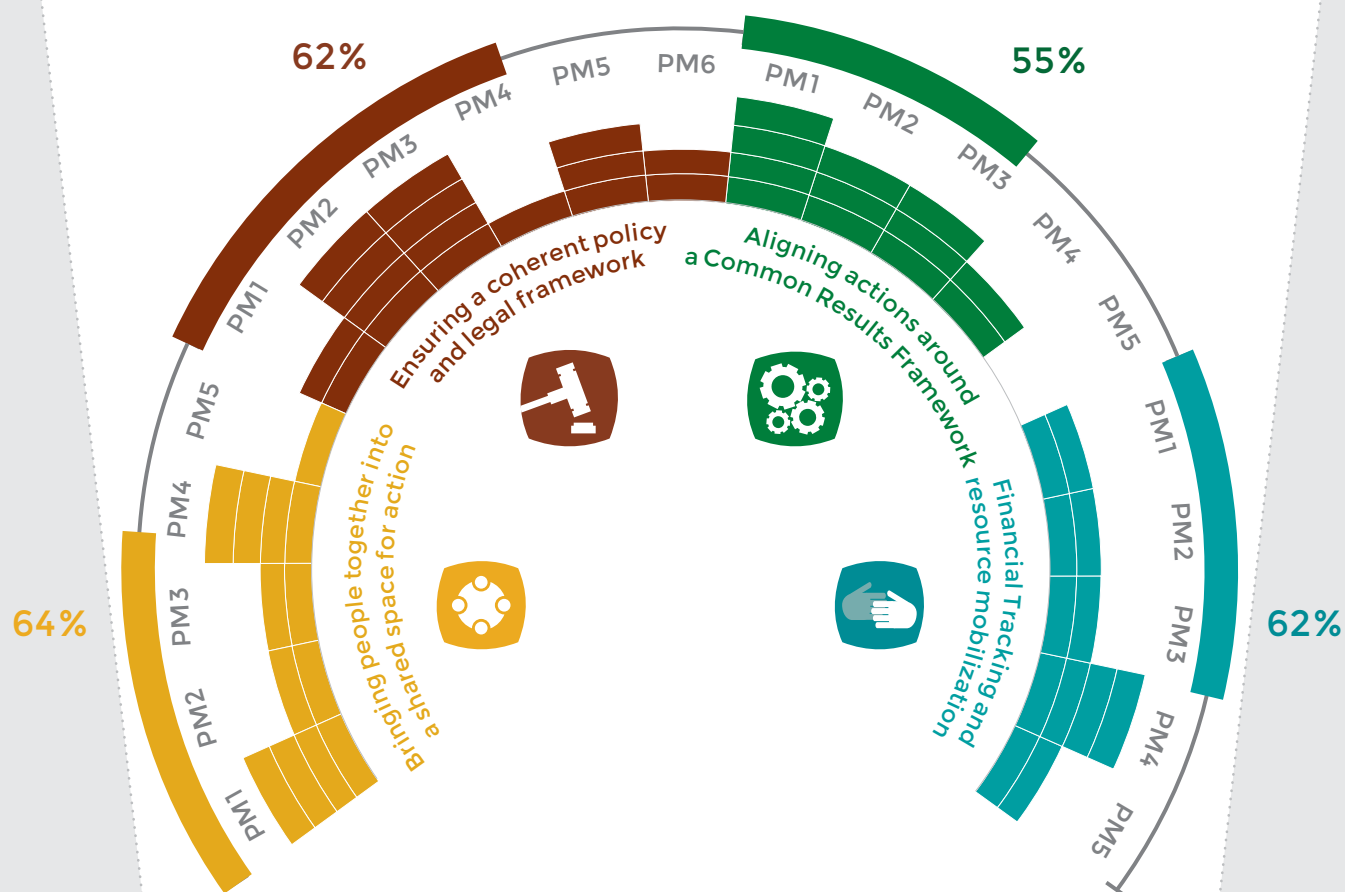 62%
55%
64%
62%
PM1
PM2
PM3
PM4
PM5
PM1
PM2
PM3
PM4
PM5
PM6
PM1
PM2
PM3
PM4
PM5
PM1
PM2
PM3
PM4
PM5
Bringing people together into
a shared space for action
Ensuring a coherent policy
and legal framework
Aligning actions around
a Common Results Framework
Financial Tracking and
resource mobilization